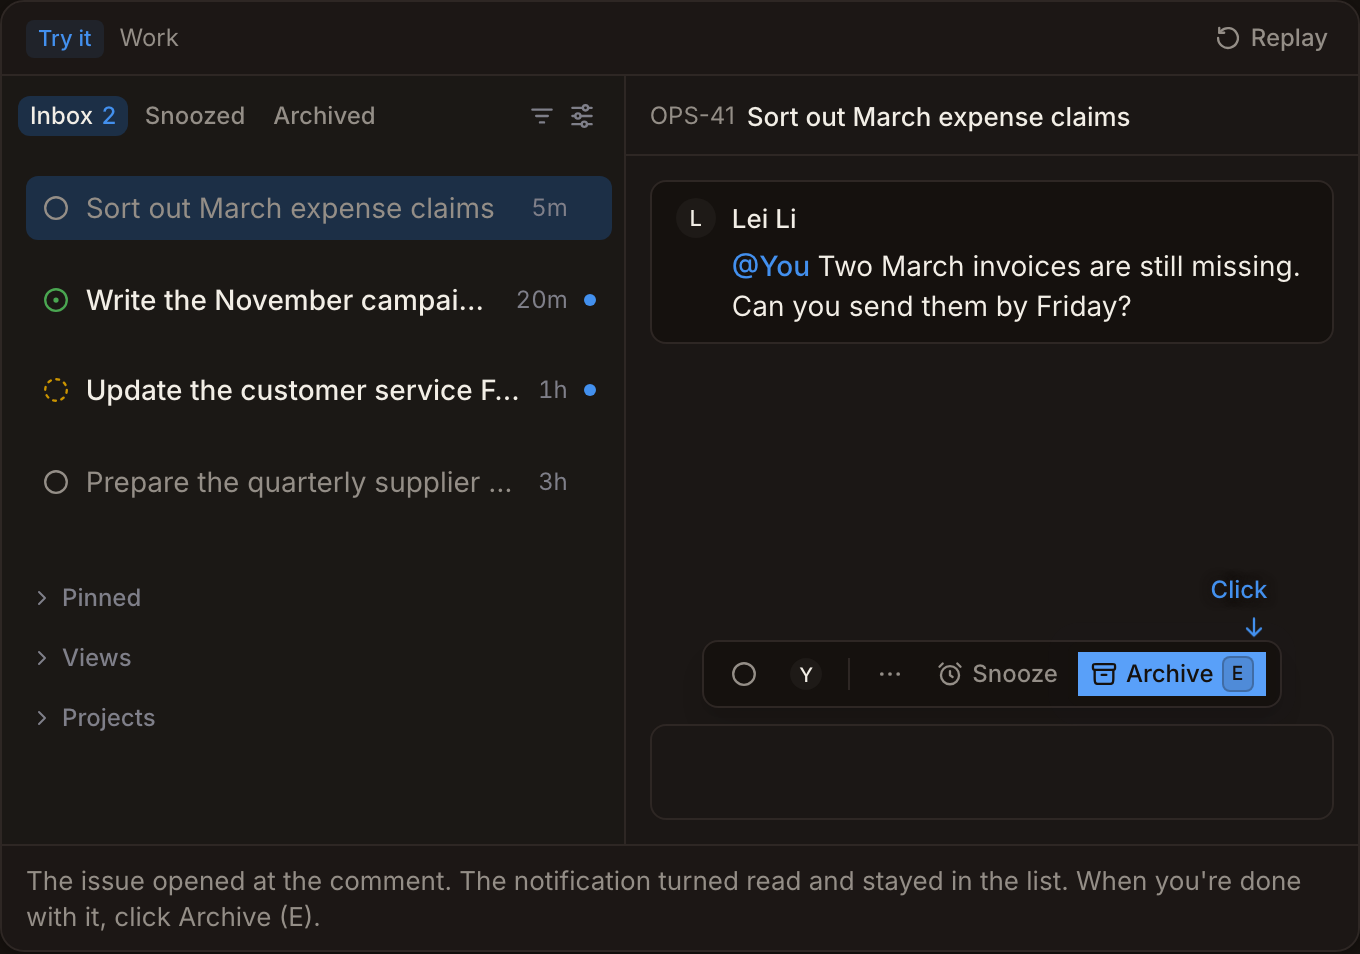 Try it Work Replay
Inbox 2 Snoozed Archived
OPS-41 Sort out March expense claims
Sort out March expense claims 5m
Write the November campai... 20m
Update the customer service F... 1h
Prepare the quarterly supplier ... 3h
Pinned
Views
Projects
L Lei Li
@You Two March invoices are still missing.
Can you send them by Friday?
Click
Y ... Snooze Archive E
The issue opened at the comment. The notification turned read and stayed in the list. When you're done
with it, click Archive (E).